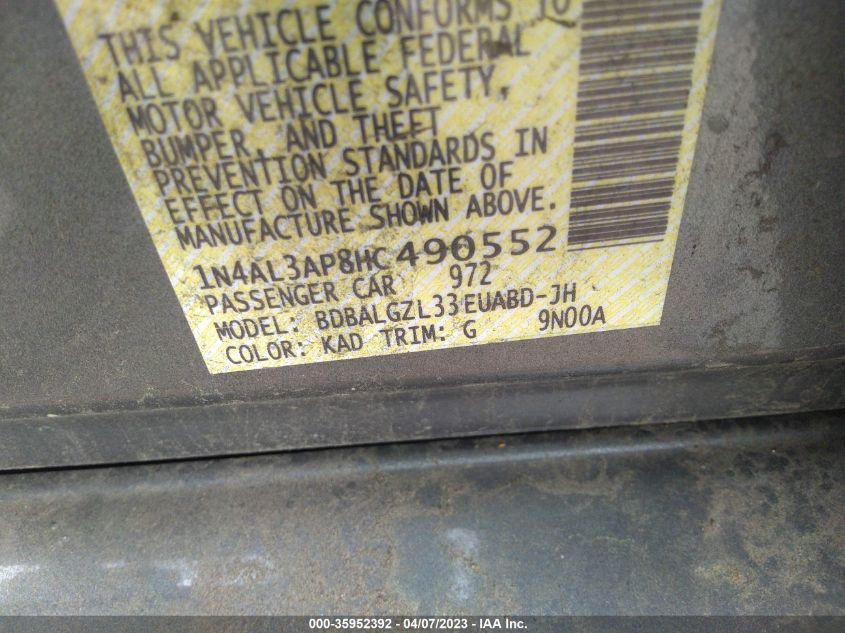 THIS VEHICLE CONFORMS TO
ALL APPLICABLE FEDERAL
MOTOR VEHICLE SAFETY,
BUMPER, AND THEFT
PREVENTION STANDARDS IN
EFFECT ON THE DATE OF
MANUFACTURE SHOWN ABOVE.
1N4AL3AP8HC490552
PASSENGER CAR 972
MODEL: BDBALGZL33EUABD-JH
COLOR: KAD TRIM: G 9N00A
000-35952392 - 04/07/2023 - IAA Inc.